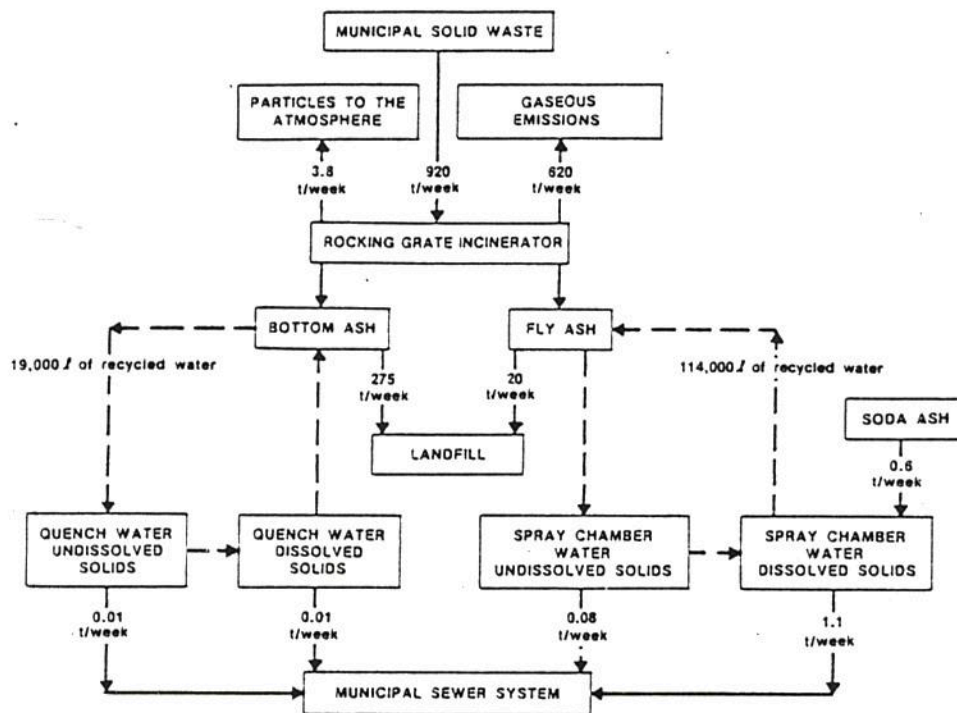 MUNICIPAL SOLID WASTE
PARTICLES TO THE
ATMOSPHERE
GASEOUS
EMISSIONS
3.8
t/week
920
t/week
620
t/week
ROCKING GRATE INCINERATOR
BOTTOM ASH
FLY ASH
19,000 l of recycled water
275
t/week
20
t/week
114,000 l of recycled water
SODA ASH
LANDFILL
0.6
t/week
QUENCH WATER
UNDISSOLVED
SOLIDS
QUENCH WATER
DISSOLVED
SOLIDS
SPRAY CHAMBER
WATER
UNDISSOLVED SOLIDS
SPRAY CHAMBER
WATER
DISSOLVED SOLIDS
0.01
t/week
0.01
t/week
0.08
t/week
1.1
t/week
MUNICIPAL SEWER SYSTEM